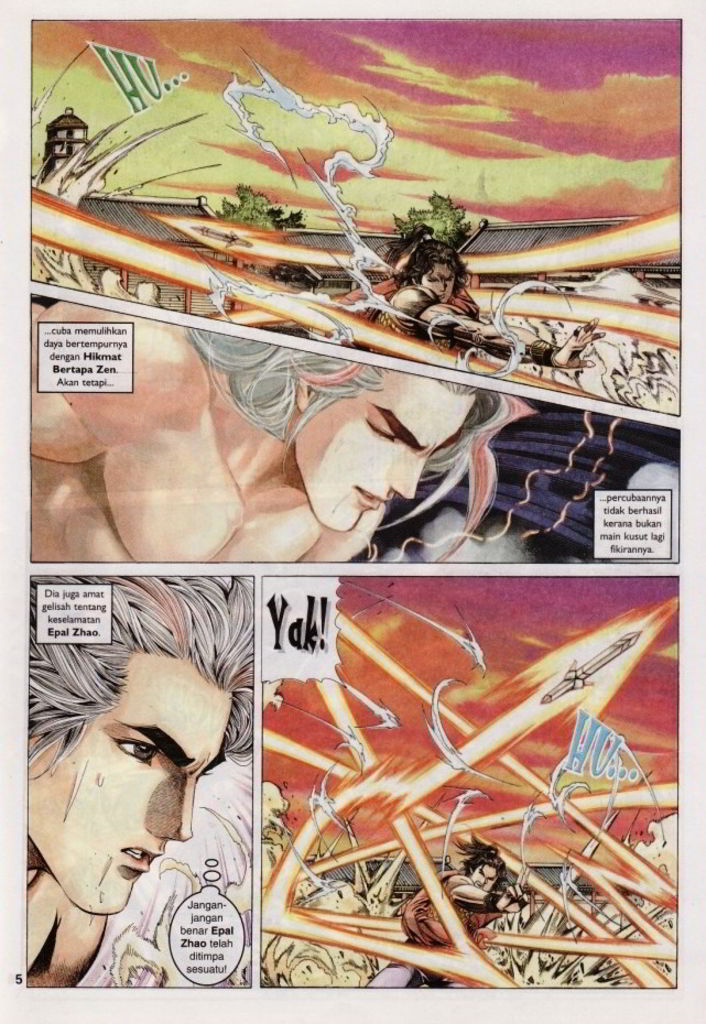 HU...
...cuba memulihkan
daya bertempurnya
dengan Hikmat
Bertapa Zen.
Akan tetapi...
...percubaannya
tidak berhasil
kerana bukan
main kusut lagi
fikirannya.
Dia juga amat
gelisah tentang
keselamatan
Epal Zhao.
Jangan-
jangan
benar Epal
Zhao telah
ditimpa
sesuatu!
Yak!
HU...
5